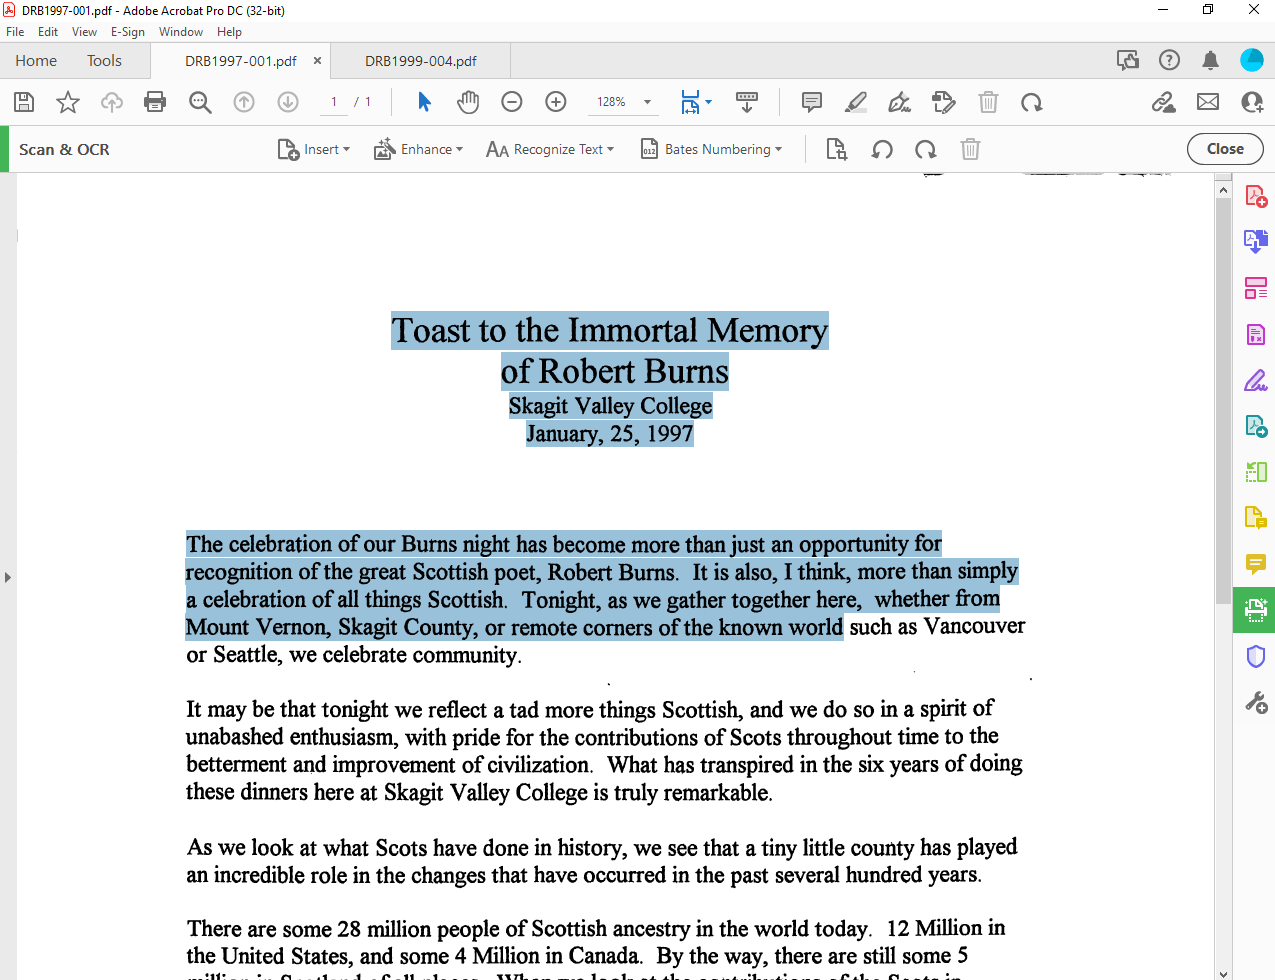 DRB1997-001.pdf - Adobe Acrobat Pro DC (32-bit)
File Edit View E-Sign Window Help
Home Tools DRB1997-001.pdf × DRB1999-004.pdf
1 / 1 128%
Scan & OCR Insert Enhance Recognize Text Bates Numbering Close
Toast to the Immortal Memory
of Robert Burns
Skagit Valley College
January, 25, 1997
The celebration of our Burns night has become more than just an opportunity for
recognition of the great Scottish poet, Robert Burns. It is also, I think, more than simply
a celebration of all things Scottish. Tonight, as we gather together here, whether from
Mount Vernon, Skagit County, or remote corners of the known world such as Vancouver
or Seattle, we celebrate community.
It may be that tonight we reflect a tad more things Scottish, and we do so in a spirit of
unabashed enthusiasm, with pride for the contributions of Scots throughout time to the
betterment and improvement of civilization. What has transpired in the six years of doing
these dinners here at Skagit Valley College is truly remarkable.
As we look at what Scots have done in history, we see that a tiny little county has played
an incredible role in the changes that have occurred in the past several hundred years.
There are some 28 million people of Scottish ancestry in the world today. 12 Million in
the United States, and some 4 Million in Canada. By the way, there are still some 5